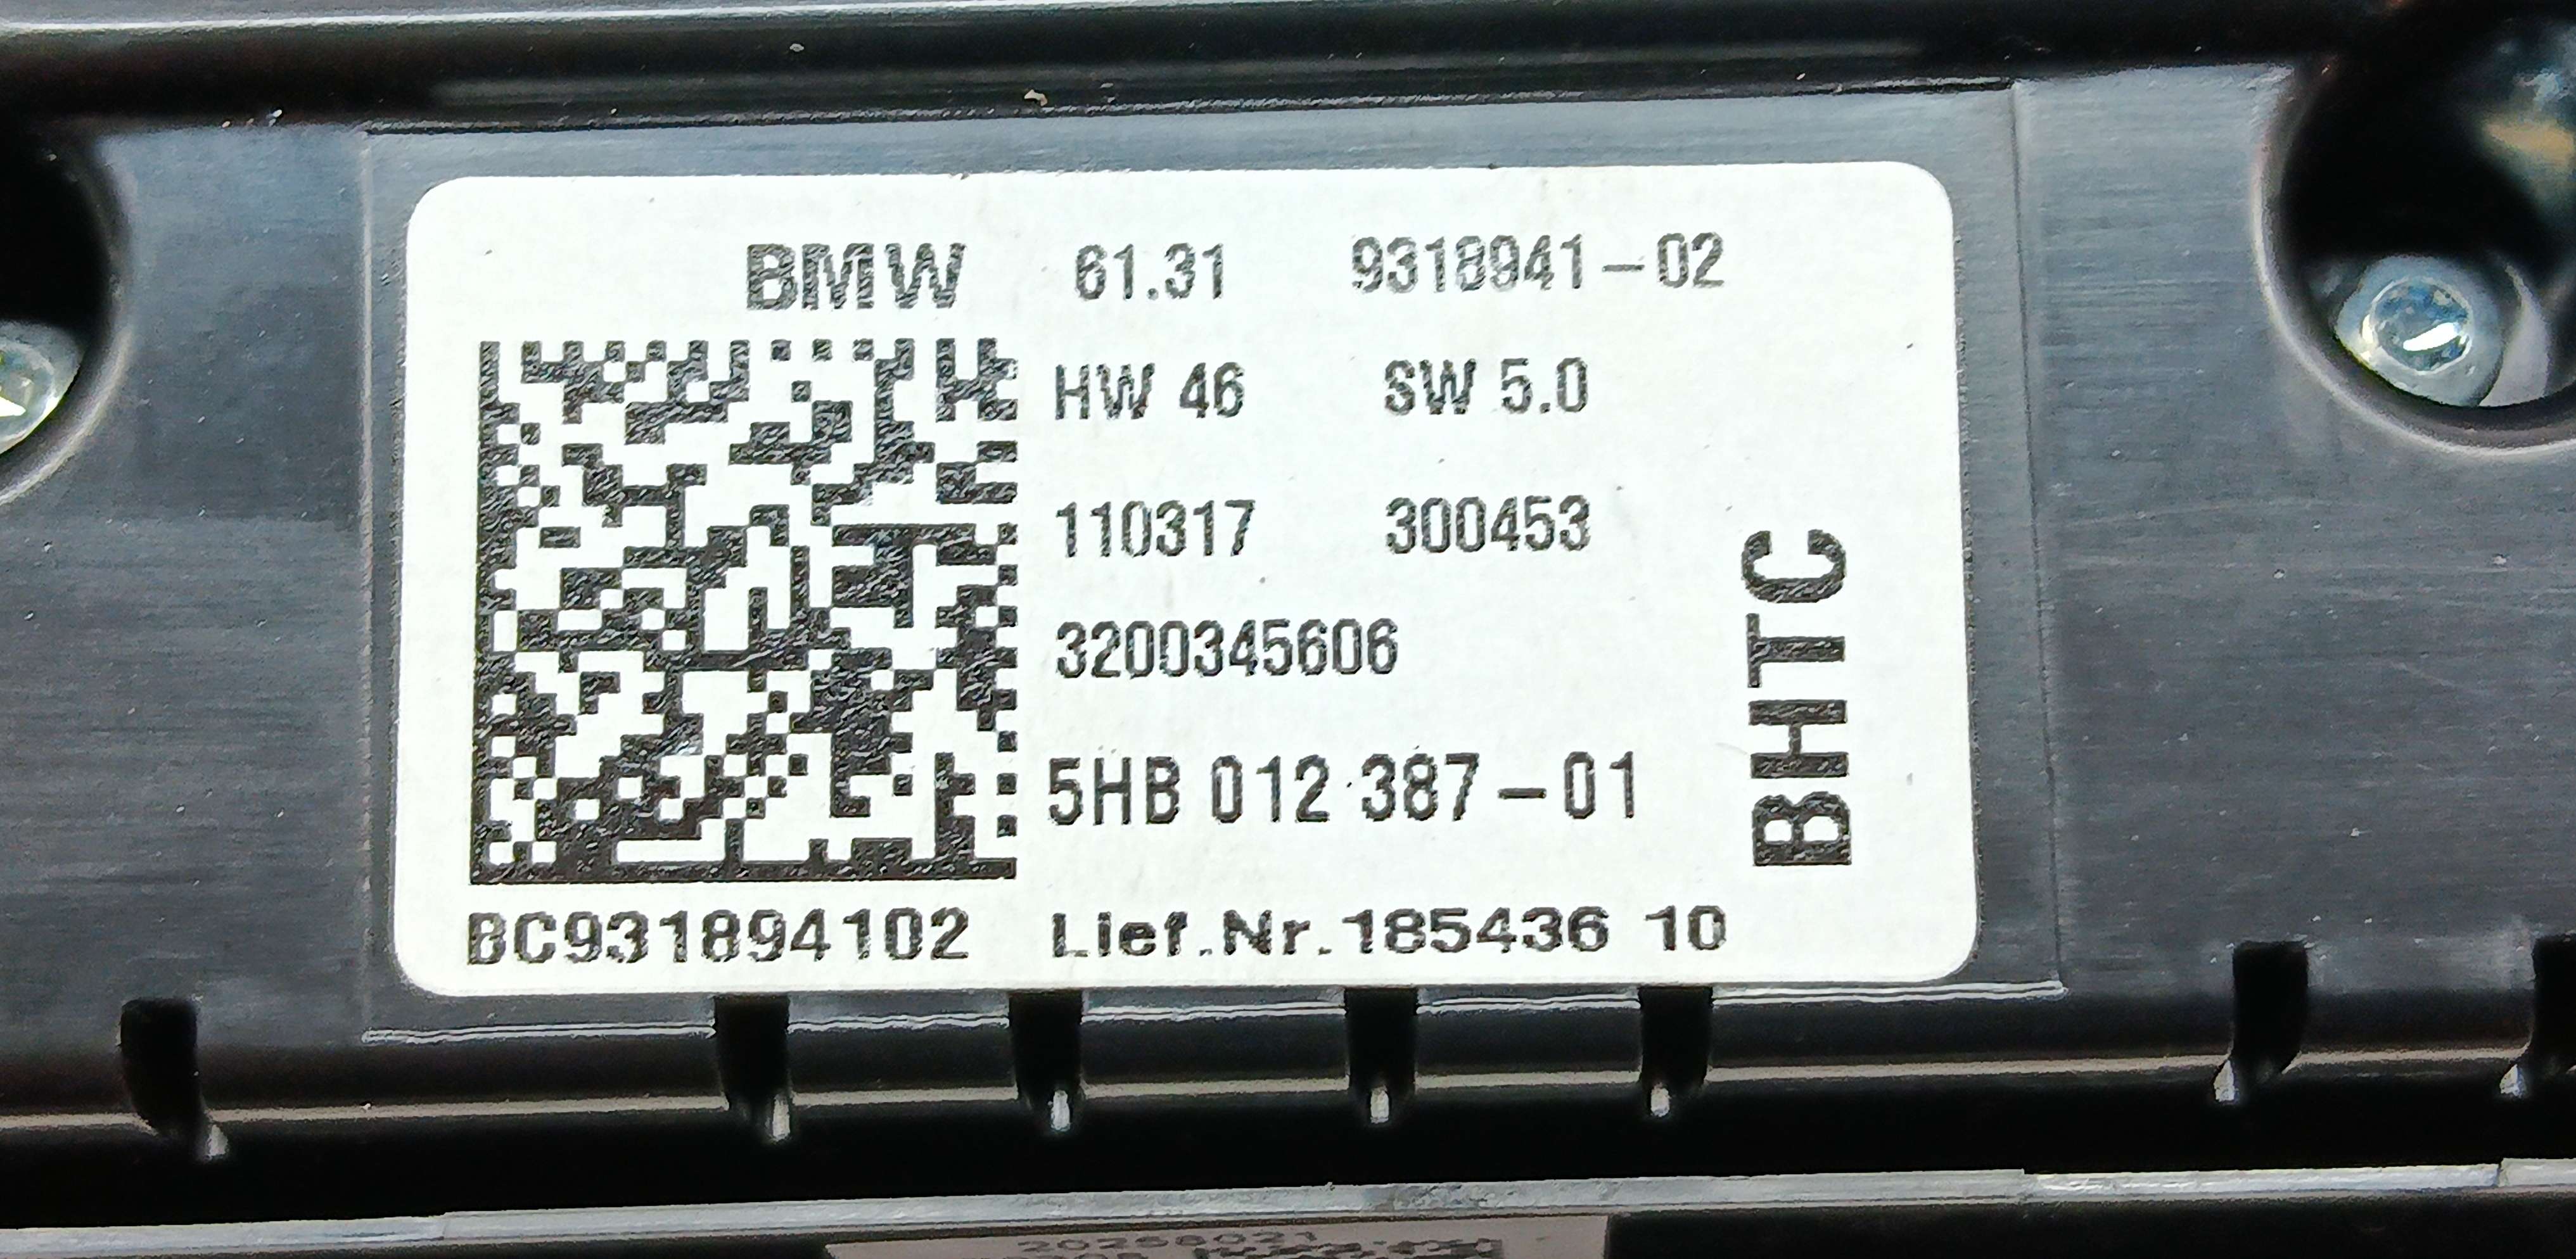 BMW 61.31 9318941-02
HW 46 SW 5.0
110317 300453
3200345606
5HB 012 387-01
BHTC
BC931894102 Lief.Nr.185436 10